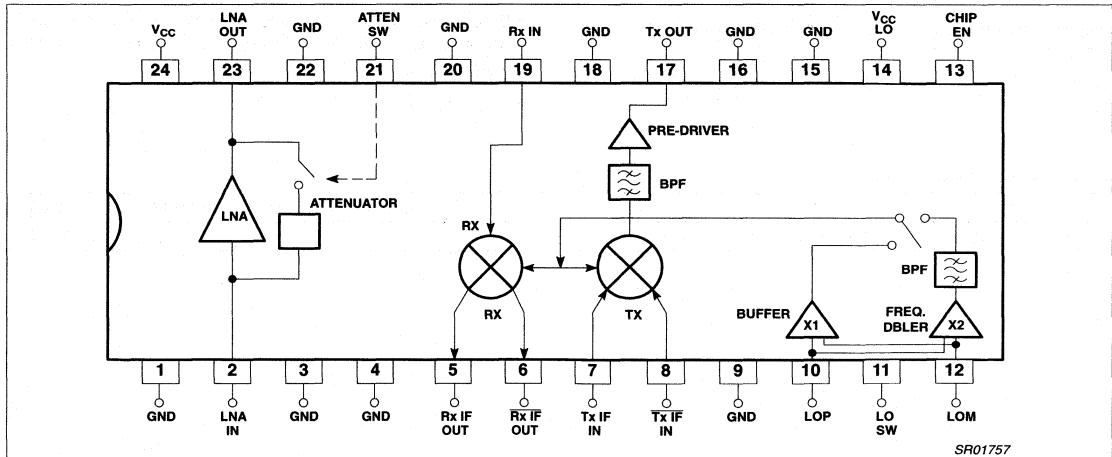 VCC
LNA
OUT
GND
ATTEN
SW
GND
Rx IN
GND
Tx OUT
GND
GND
VCC
LO
CHIP
EN
24 23 22 21 20 19 18 17 16 15 14 13
PRE-DRIVER
BPF
LNA
ATTENUATOR
RX
RX
TX
BPF
BUFFER
X1
FREQ.
DBLER
X2
1 2 3 4 5 6 7 8 9 10 11 12
GND
LNA
IN
GND
GND
Rx IF
OUT
Rx IF
OUT
Tx IF
IN
Tx IF
IN
GND
LOP
LO
SW
LOM
SR01757